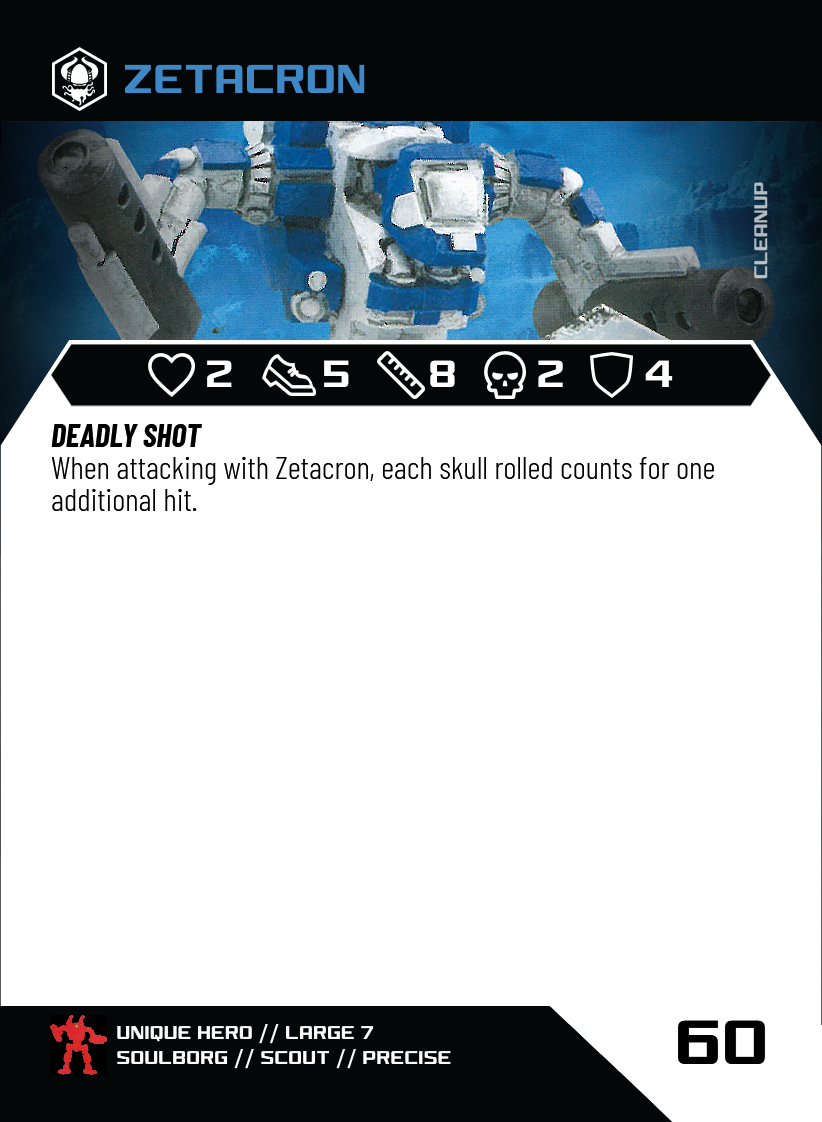 ZETACRON
CLEANUP
2 5 8 2 4
DEADLY SHOT
When attacking with Zetacron, each skull rolled counts for one
additional hit.
UNIQUE HERO // LARGE 7
SOULBORG // SCOUT // PRECISE
60